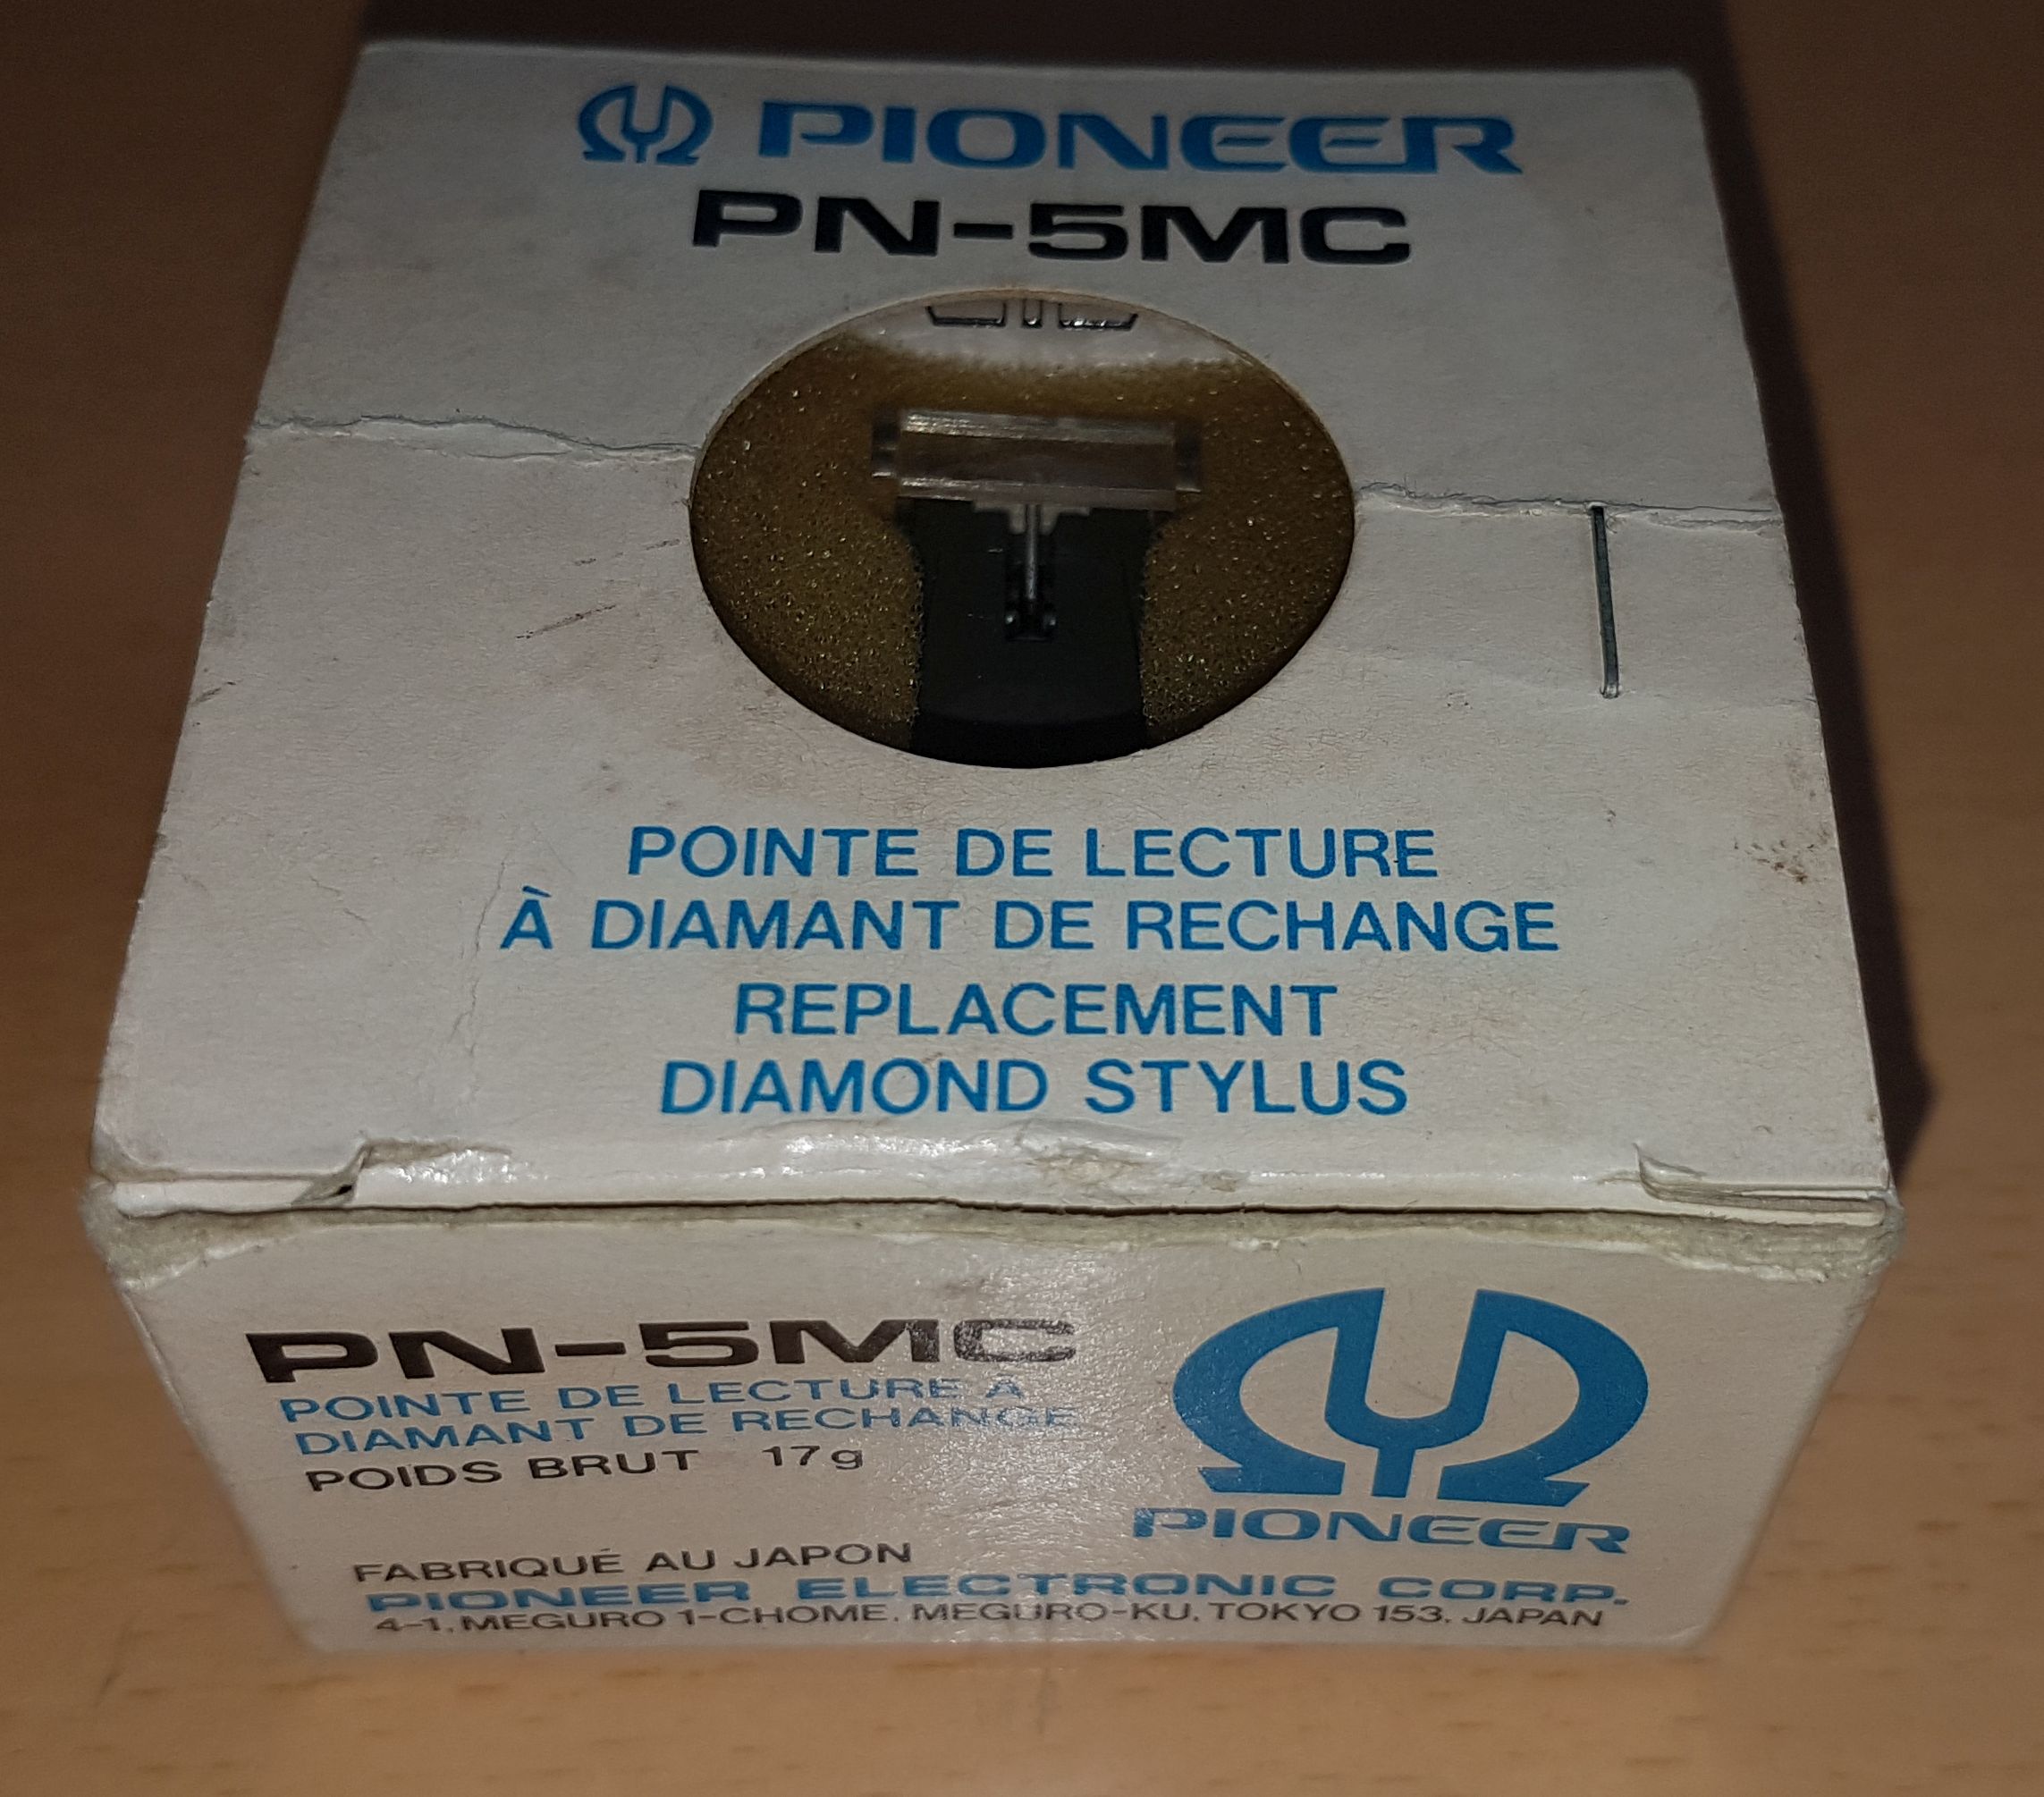 PIONEER
PN-5MC
POINTE DE LECTURE
À DIAMANT DE RECHANGE
REPLACEMENT
DIAMOND STYLUS
PN-5MC
POINTE DE LECTURE À
DIAMANT DE RECHANGE
POIDS BRUT 17g
PIONEER
FABRIQUÉ AU JAPON
PIONEER ELECTRONIC CORP.
4-1, MEGURO 1-CHOME, MEGURO-KU, TOKYO 153, JAPAN